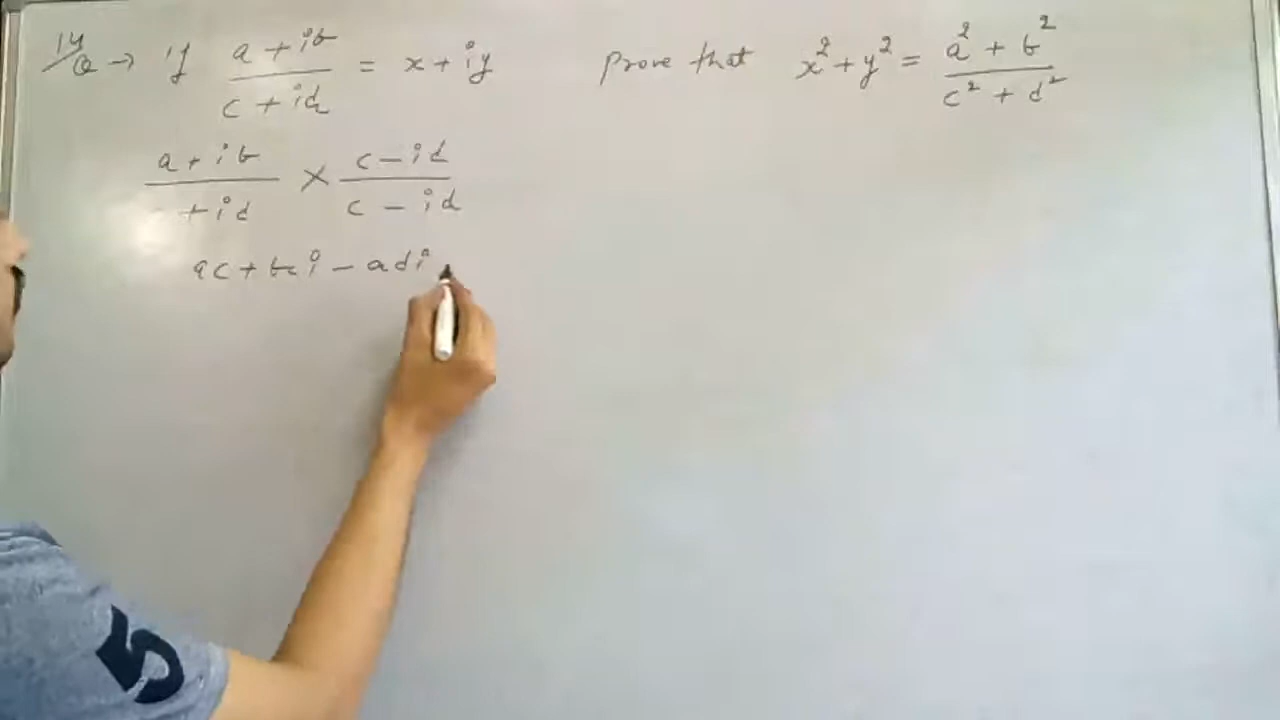 14/Q → if (a + ib)/(c + id) = x + iy prove that x² + y² = (a² + b²)/(c² + d²)
(a + ib)/(+ id) × (c - id)/(c - id)
ac + bci - adi
5